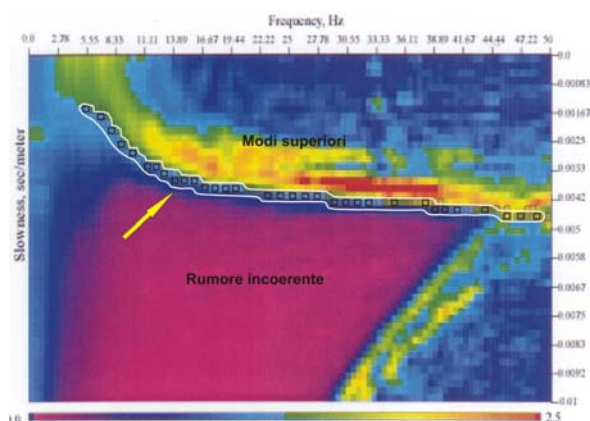 Frequency, Hz
0.0 2.78 5.55 8.33 11.11 13.89 16.67 19.44 22.22 25 27.78 30.55 33.33 36.11 38.89 41.67 44.44 47.22 50
Slowness, sec/meter
0.0
0.00083
0.00167
0.0025
0.0033
0.0042
0.005
0.0058
0.0067
0.0075
0.0083
0.0092
0.01
Modi superiori
Rumore incoerente
2.5